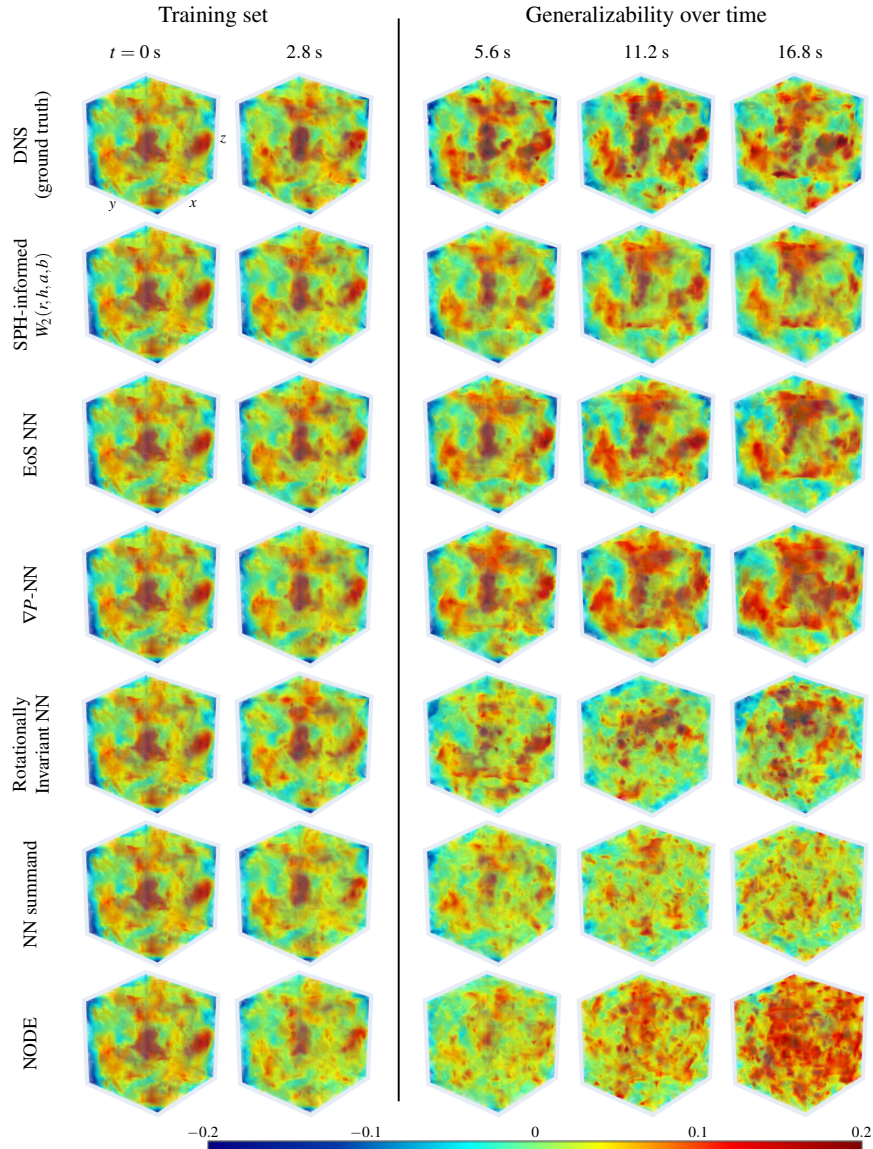 Training set
Generalizability over time
t = 0 s
2.8 s
5.6 s
11.2 s
16.8 s
DNS
(ground truth)
z
y
x
SPH-informed
W₂(r,h,a,b)
EoS NN
∇P-NN
Rotationally
Invariant NN
NN summand
NODE
−0.2
−0.1
0
0.1
0.2